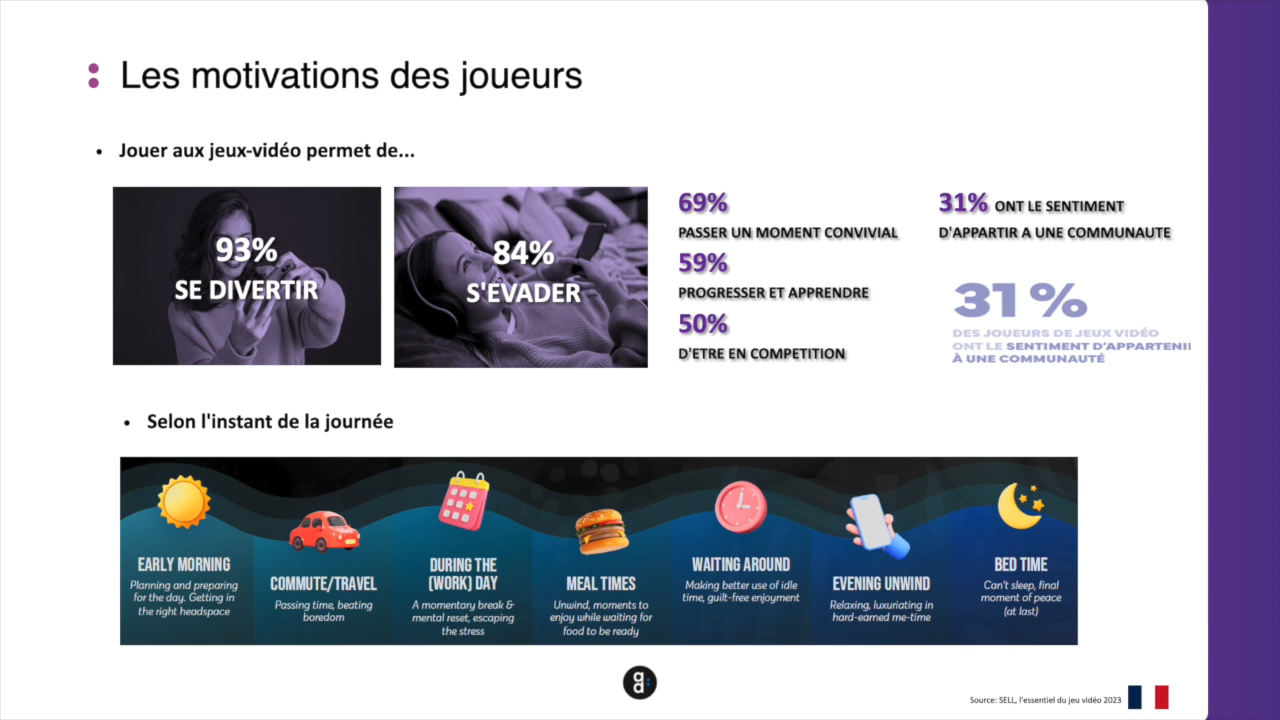 Les motivations des joueurs
• Jouer aux jeux-vidéo permet de...
93%
SE DIVERTIR
84%
S'EVADER
69%
PASSER UN MOMENT CONVIVIAL
59%
PROGRESSER ET APPRENDRE
50%
D'ETRE EN COMPETITION
31% ONT LE SENTIMENT
D'APPARTIR A UNE COMMUNAUTE
31%
DES JOUEURS DE JEUX VIDÉO
ONT LE SENTIMENT D'APPARTENII
À UNE COMMUNAUTÉ
• Selon l'instant de la journée
EARLY MORNING
Planning and preparing
for the day. Getting in
the right headspace
COMMUTE/TRAVEL
Passing time, beating
boredom
DURING THE
(WORK) DAY
A momentary break &
mental reset, escaping
the stress
MEAL TIMES
Unwind, moments to
enjoy while waiting for
food to be ready
WAITING AROUND
Making better use of idle
time, guilt-free enjoyment
EVENING UNWIND
Relaxing, luxuriating in
hard-earned me-time
BED TIME
Can't sleep, final
moment of peace
(at last)
Source: SELL, l'essentiel du jeu vidéo 2023